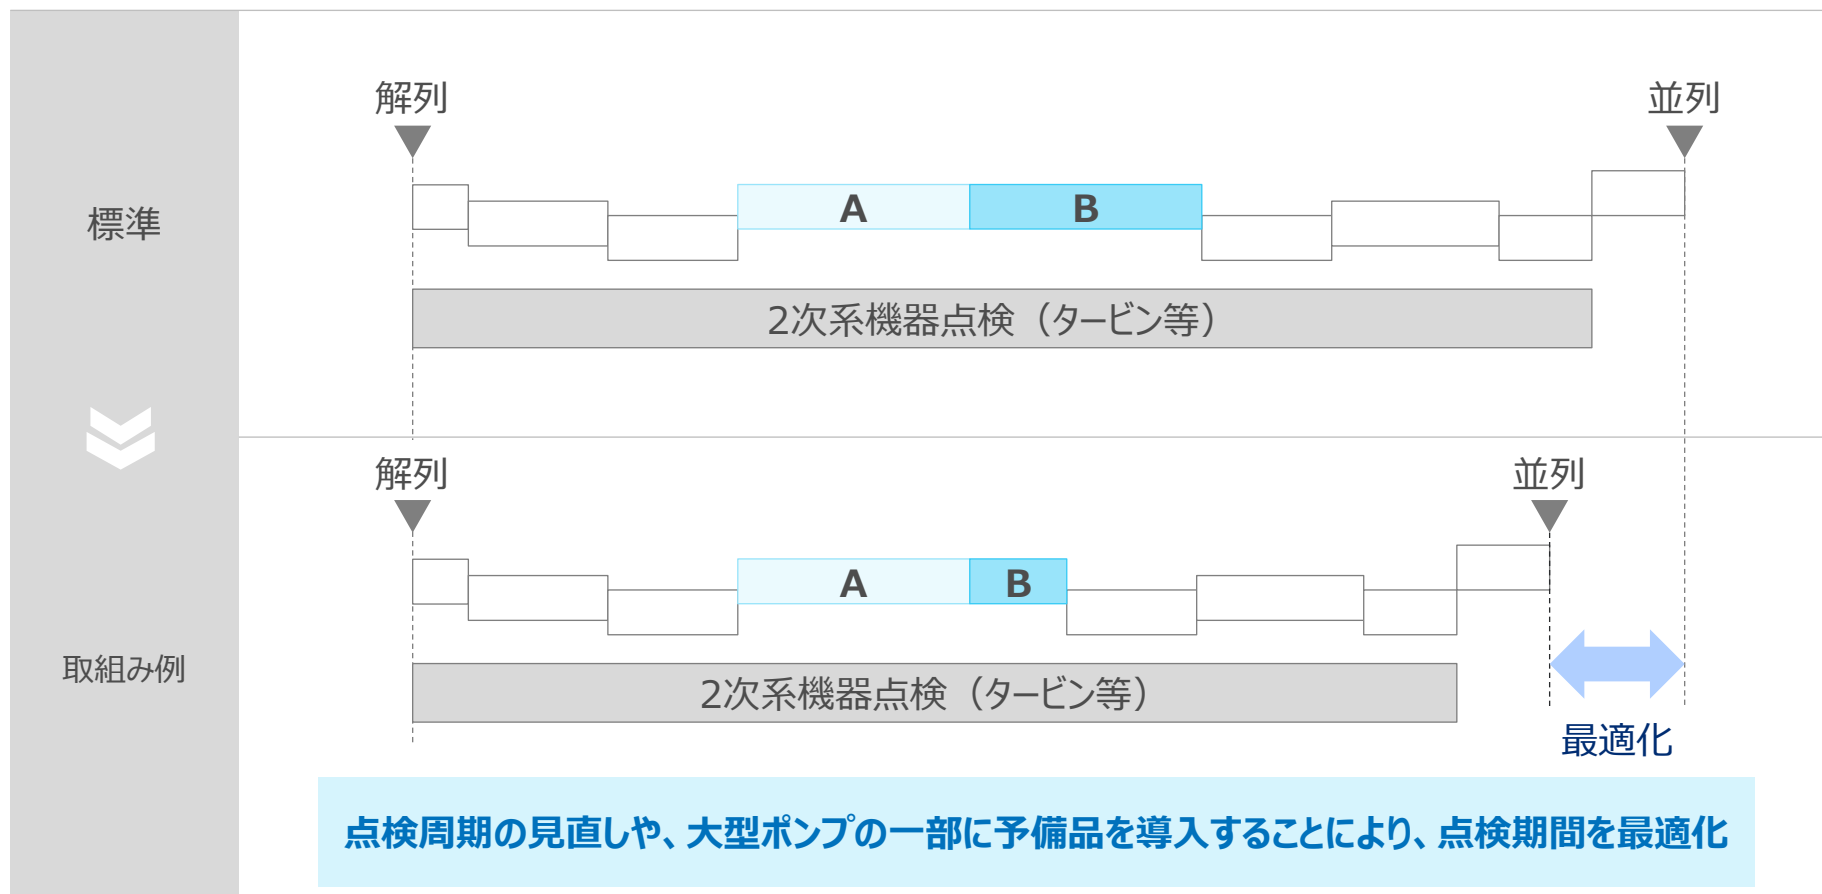 標準
解列
並列
A
B
2次系機器点検（タービン等）
取組み例
解列
並列
A
B
2次系機器点検（タービン等）
最適化
点検周期の見直しや、大型ポンプの一部に予備品を導入することにより、点検期間を最適化